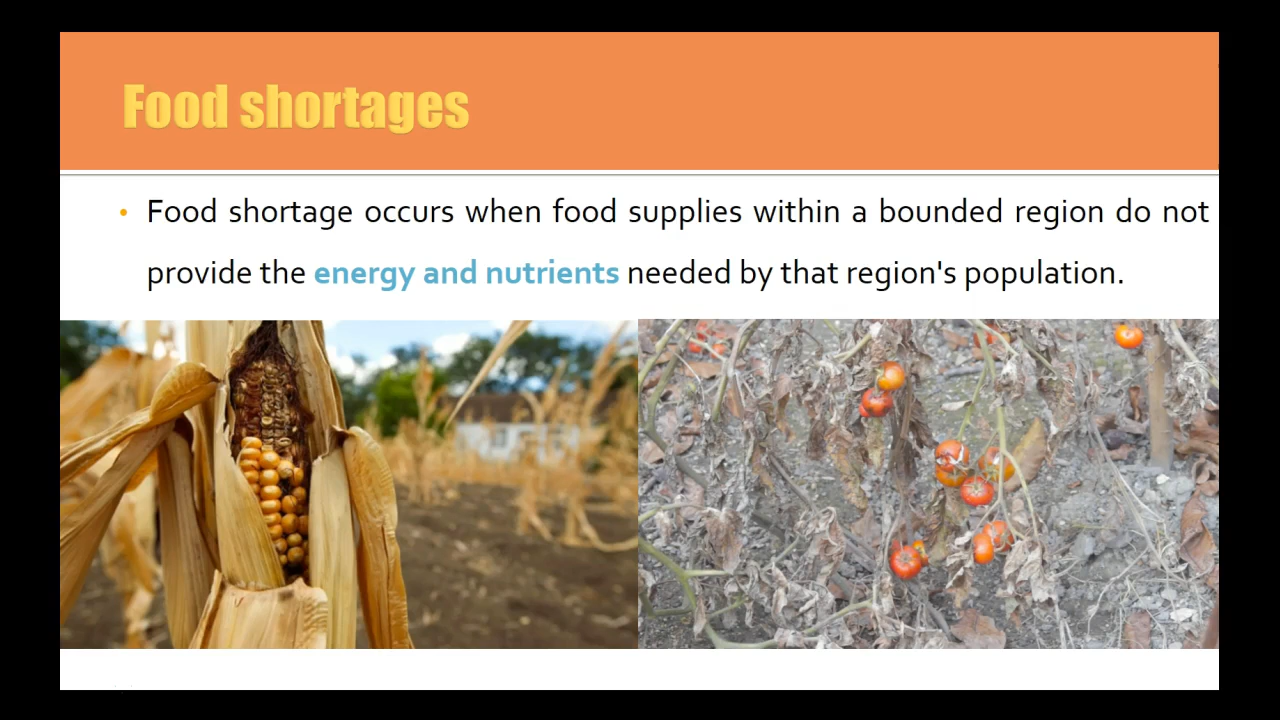 Food shortages
• Food shortage occurs when food supplies within a bounded region do not
provide the energy and nutrients needed by that region's population.